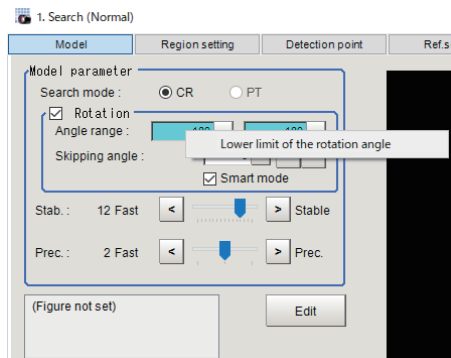 1. Search (Normal)
Model Region setting Detection point Ref.s
Model parameter
Search mode : CR PT
Rotation
Angle range :
Lower limit of the rotation angle
Skipping angle :
Smart mode
Stab. : 12 Fast < > Stable
Prec. : 2 Fast < > Prec.
(Figure not set) Edit